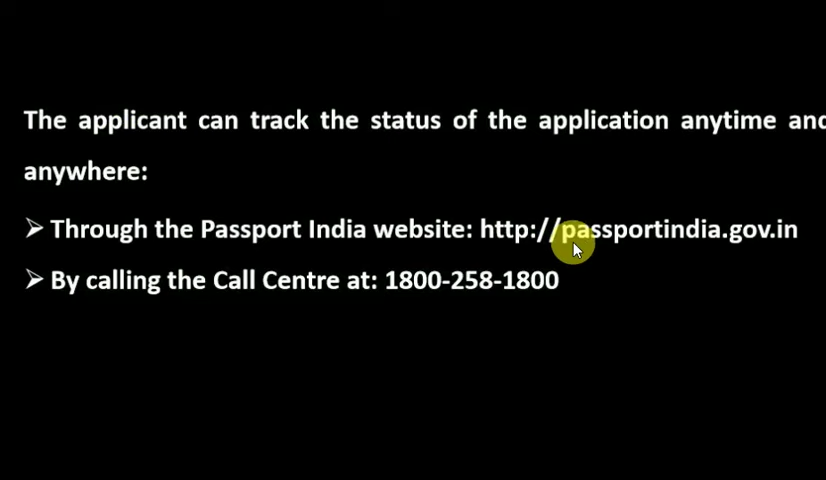 The applicant can track the status of the application anytime and
anywhere:
➢ Through the Passport India website: http://passportindia.gov.in
➢ By calling the Call Centre at: 1800-258-1800